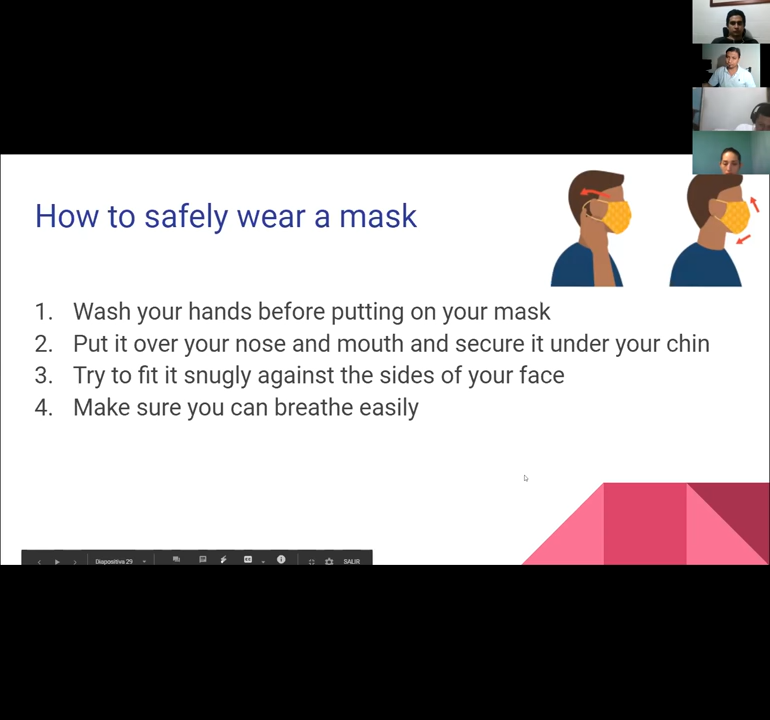 How to safely wear a mask
1. Wash your hands before putting on your mask
2. Put it over your nose and mouth and secure it under your chin
3. Try to fit it snugly against the sides of your face
4. Make sure you can breathe easily
Diapositiva 29 SALIR